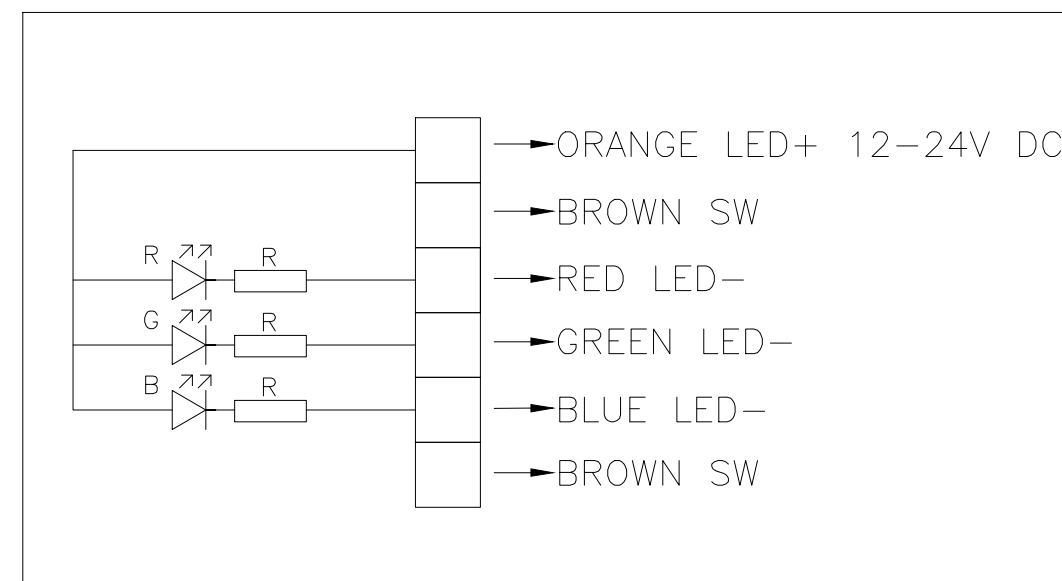 ORANGE LED+ 12-24V DC
BROWN SW
R R
RED LED-
G R
GREEN LED-
B R
BLUE LED-
BROWN SW